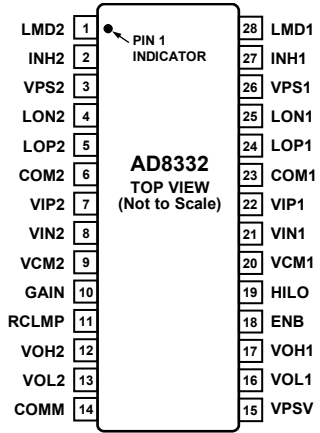 LMD2 1 28 LMD1
PIN 1
INDICATOR
INH2 2 27 INH1
VPS2 3 26 VPS1
LON2 4 25 LON1
LOP2 5 24 LOP1
COM2 6 AD8332 23 COM1
TOP VIEW
(Not to Scale)
VIP2 7 22 VIP1
VIN2 8 21 VIN1
VCM2 9 20 VCM1
GAIN 10 19 HILO
RCLMP 11 18 ENB
VOH2 12 17 VOH1
VOL2 13 16 VOL1
COMM 14 15 VPSV